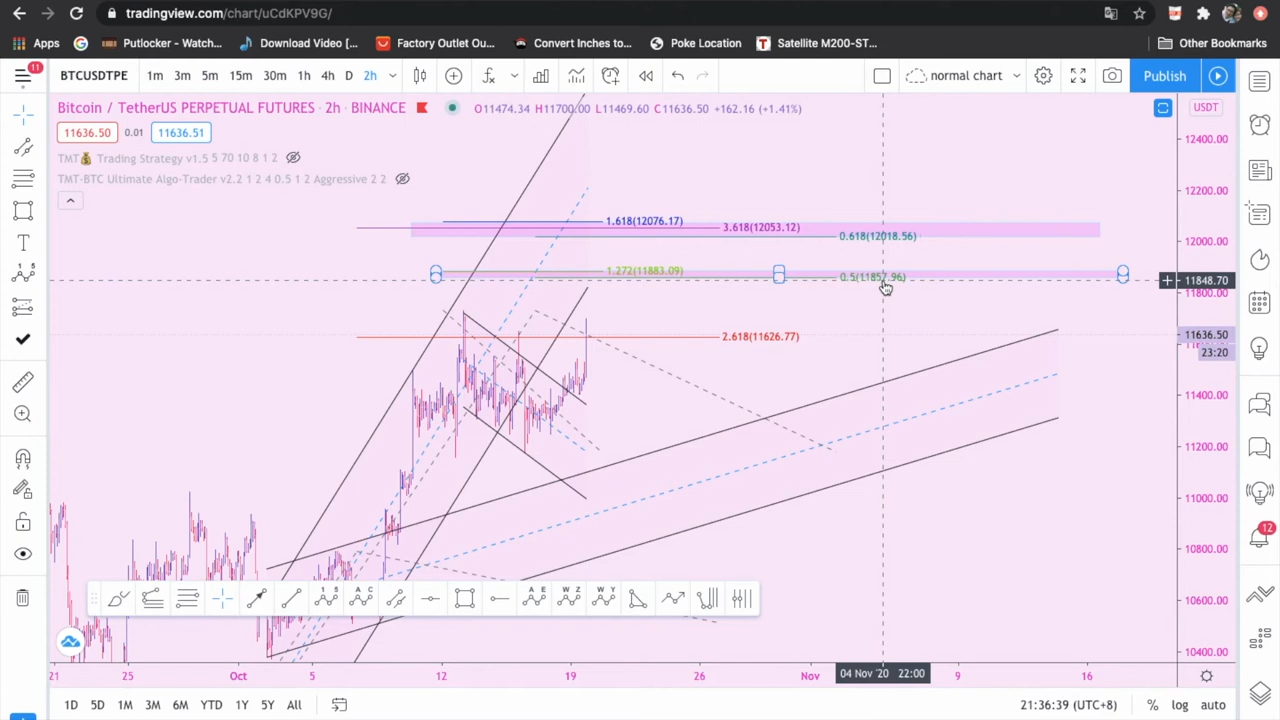 tradingview.com/chart/uCdKPV9G/
Apps
Putlocker - Watch...
Download Video [...
Factory Outlet Ou...
Convert Inches to...
Poke Location
Satellite M200-ST...
Other Bookmarks
11
BTCUSDTPE 1m 3m 5m 15m 30m 1h 4h D 2h
normal chart
Publish
Bitcoin / TetherUS PERPETUAL FUTURES · 2h · BINANCE
O11474.34 H11700.00 L11469.60 C11636.50 +162.16 (+1.41%)
USDT
11636.50 0.01 11636.51
TMT💰 Trading Strategy v1.5 5 70 10 8 1 2
TMT-BTC Ultimate Algo-Trader v2.2 1 2 4 0.5 1 2 Aggressive 2 2
12400.00
12200.00
1.618(12076.17)
3.618(12053.12)
0.618(12018.56)
12000.00
1.272(11883.09)
0.5(11857.96)
11848.70
11800.00
2.618(11626.77)
11636.50
23:20
11400.00
11200.00
11000.00
10800.00
10600.00
10400.00
12
21 25 Oct 5 12 19 26 Nov 04 Nov '20 22:00 9 16
1D 5D 1M 3M 6M YTD 1Y 5Y All
21:36:39 (UTC+8) % log auto